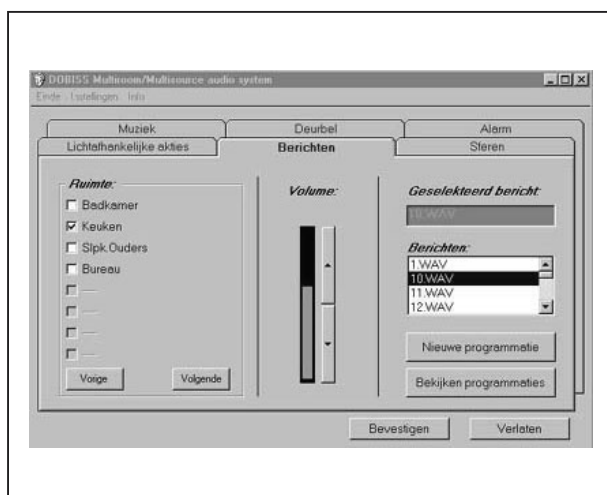 DOBISS Multiroom/Multisource audio system
Einde Instellingen Info
Muziek Deurbel Alarm
Lichtafhankelijke akties Berichten Sferen
Ruimte:
Badkamer
Keuken
Slpk.Ouders
Bureau
Vorige Volgende
Volume:
Geselekteerd bericht:
10.WAV
Berichten:
1.WAV
10.WAV
11.WAV
12.WAV
Nieuwe programmatie
Bekijken programmaties
Bevestigen Verlaten